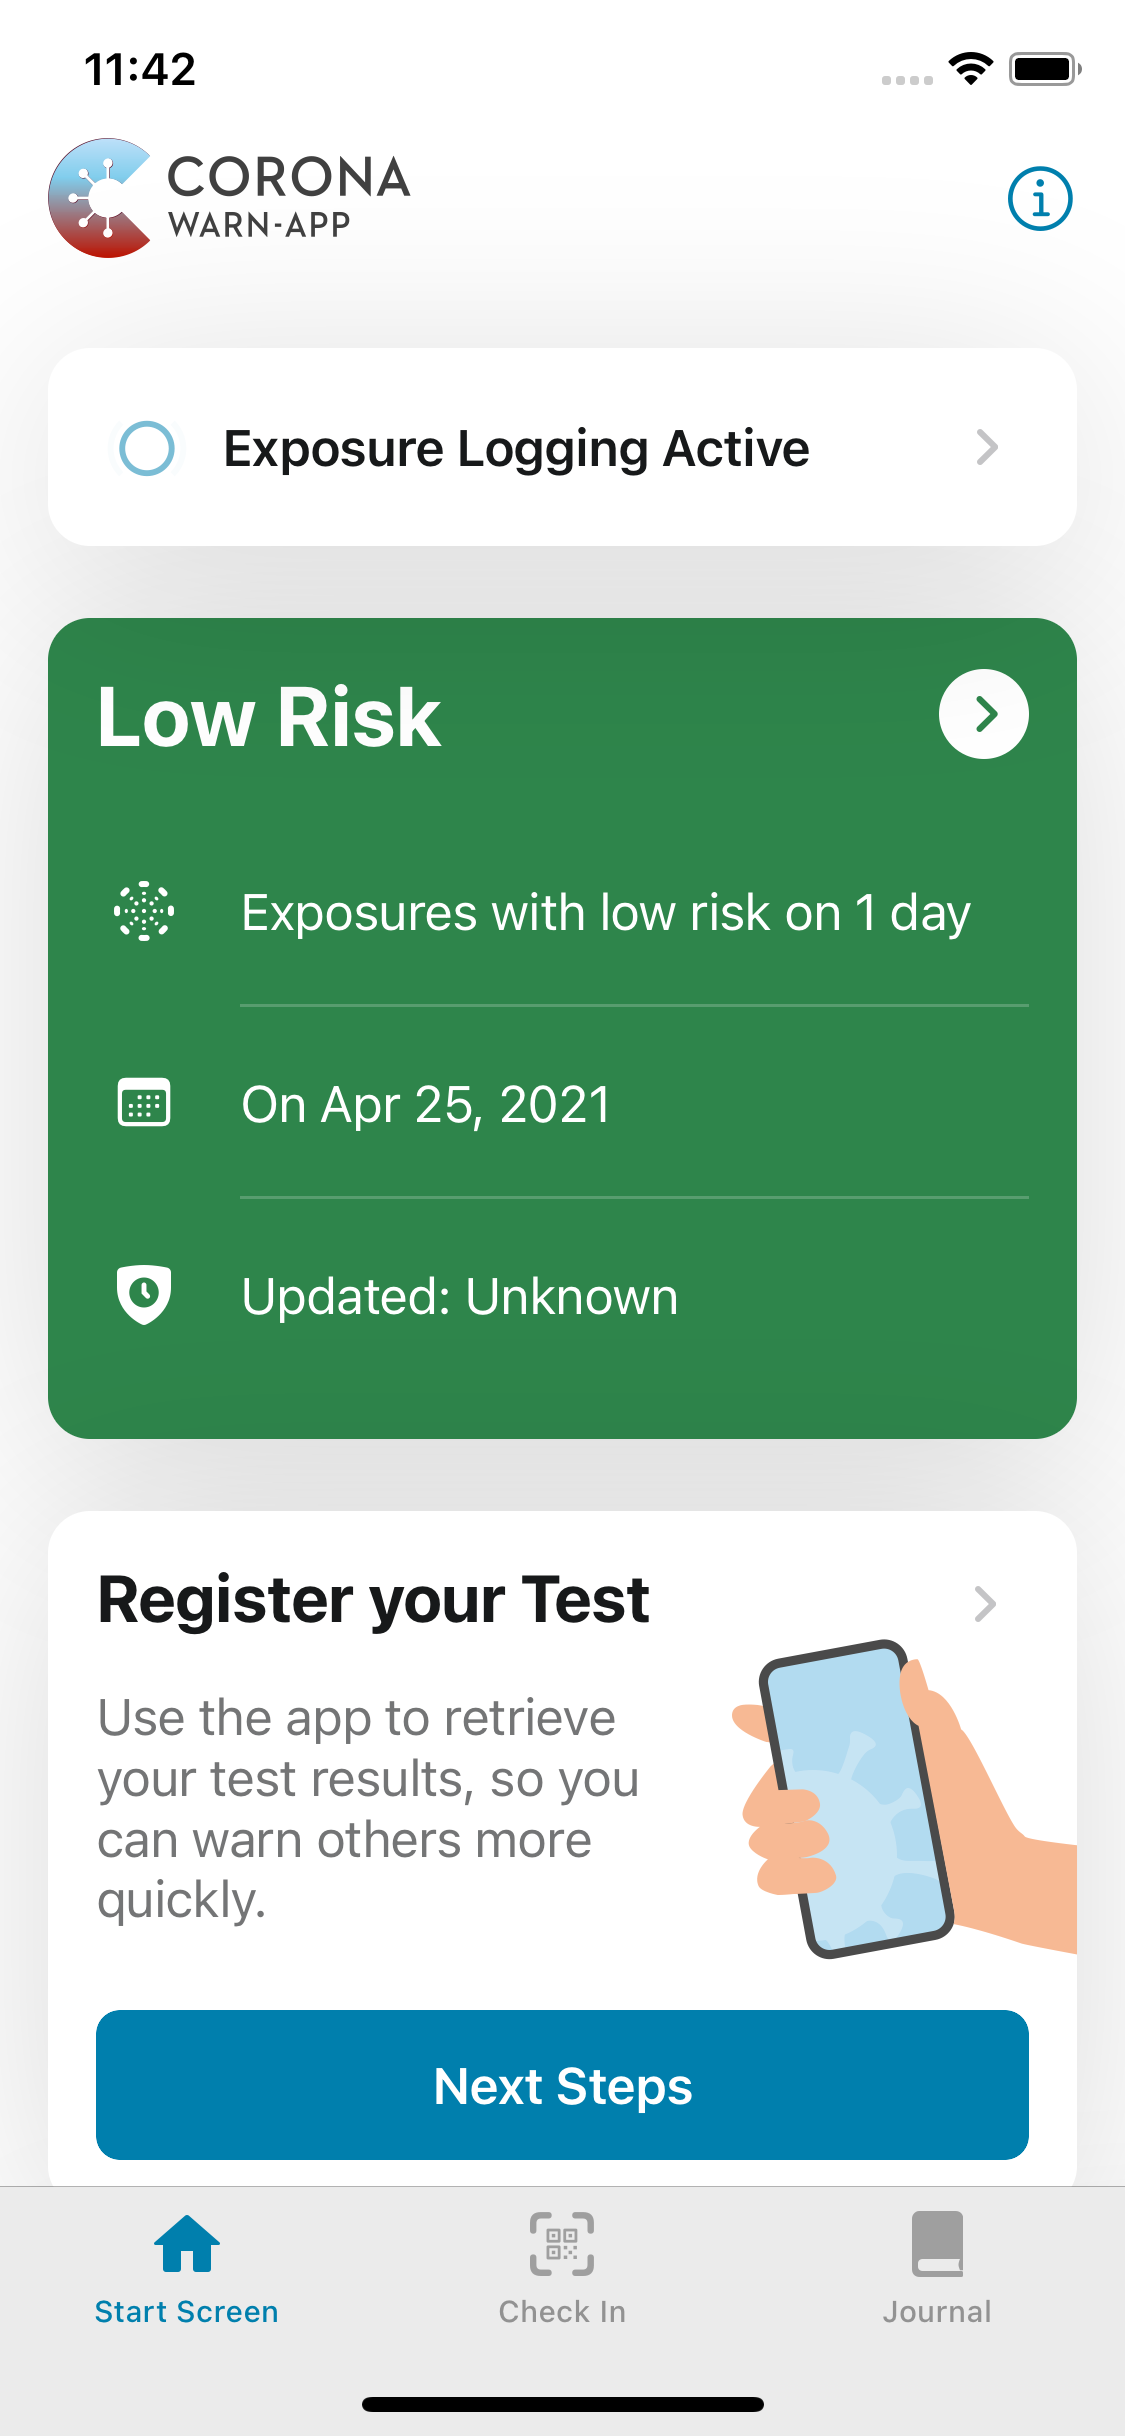 11:42
CORONA
WARN-APP
Exposure Logging Active
Low Risk
Exposures with low risk on 1 day
On Apr 25, 2021
Updated: Unknown
Register your Test
Use the app to retrieve
your test results, so you
can warn others more
quickly.
Next Steps
Start Screen
Check In
Journal